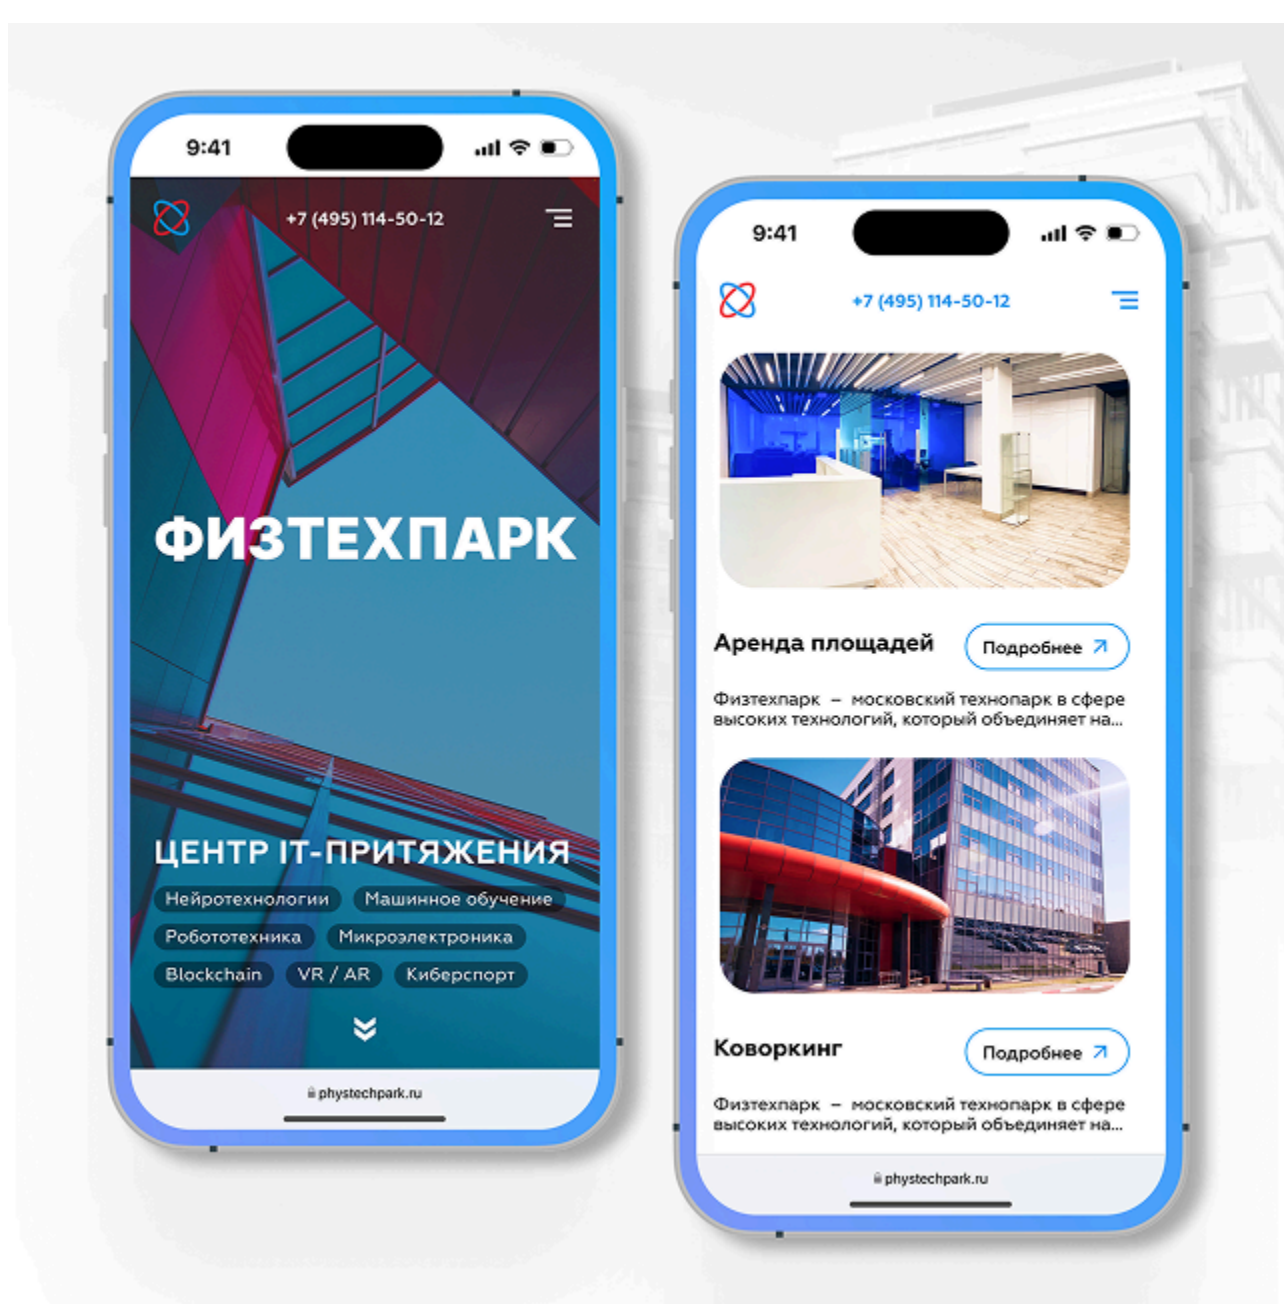 9:41
+7 (495) 114-50-12
ФИЗТЕХПАРК
ЦЕНТР IT-ПРИТЯЖЕНИЯ
Нейротехнологии Машинное обучение
Робототехника Микроэлектроника
Blockchain VR / AR Киберспорт
phystechpark.ru
9:41
+7 (495) 114-50-12
Аренда площадей Подробнее
Физтехпарк – московский технопарк в сфере
высоких технологий, который объединяет на...
Коворкинг Подробнее
Физтехпарк – московский технопарк в сфере
высоких технологий, который объединяет на...
phystechpark.ru